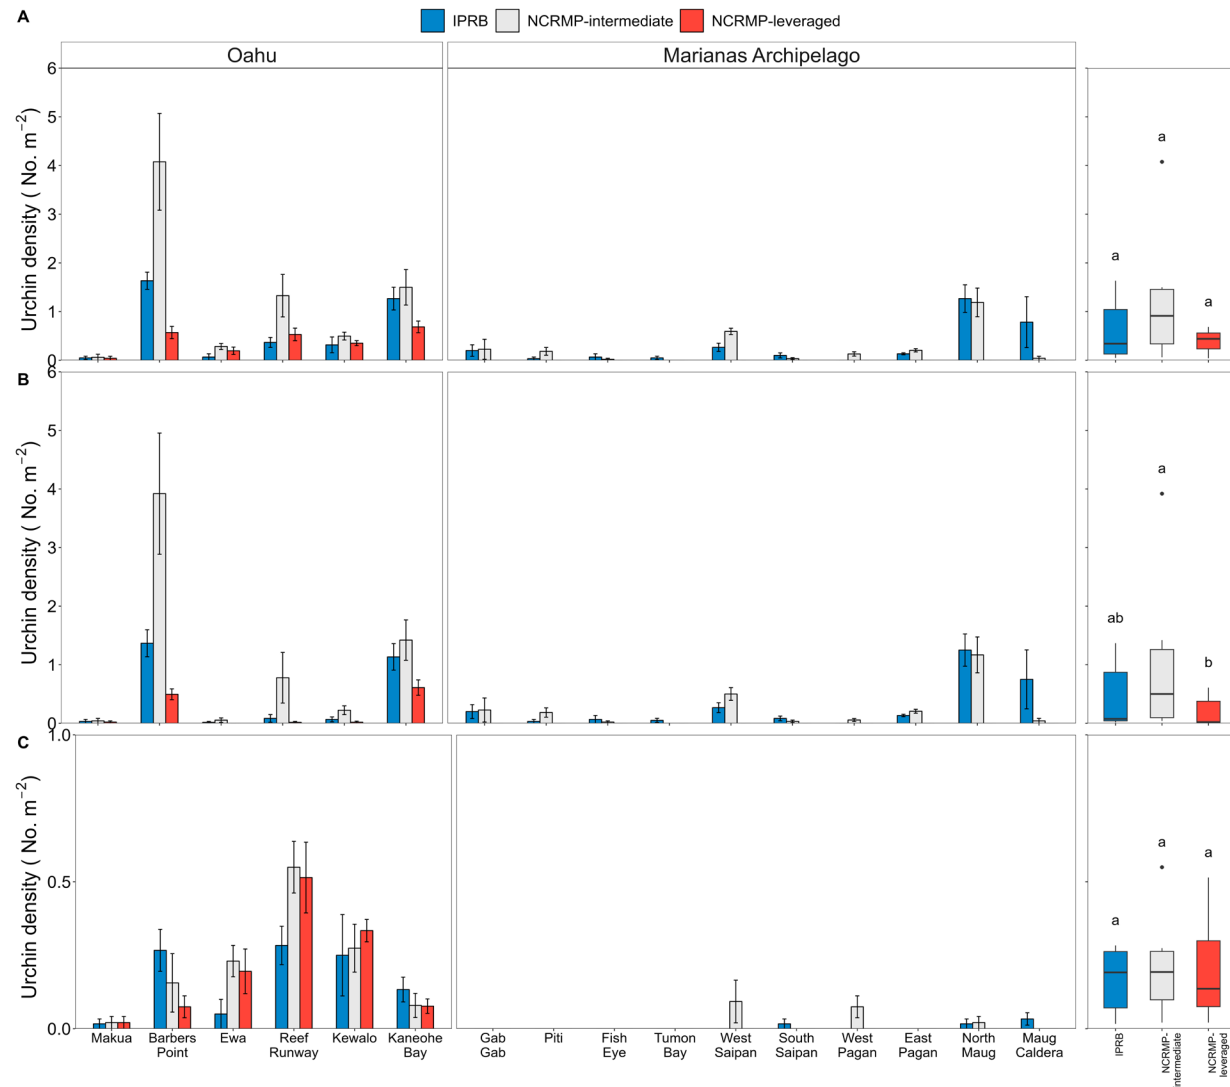 A
IPRB NCRMP-intermediate NCRMP-leveraged
Oahu Marianas Archipelago
Urchin density ( No. m⁻²)
6
5
4
3
2
1
0
a
a
a
B
Urchin density ( No. m⁻²)
6
5
4
3
2
1
0
ab
a
b
C
Urchin density ( No. m⁻²)
1.0
0.5
0.0
a
a
a
Makua
Barbers
Point
Ewa
Reef
Runway
Kewalo
Kaneohe
Bay
Gab
Gab
Piti
Fish
Eye
Tumon
Bay
West
Saipan
South
Saipan
West
Pagan
East
Pagan
North
Maug
Maug
Caldera
IPRB
NCRMP-
intermediate
NCRMP-
leveraged